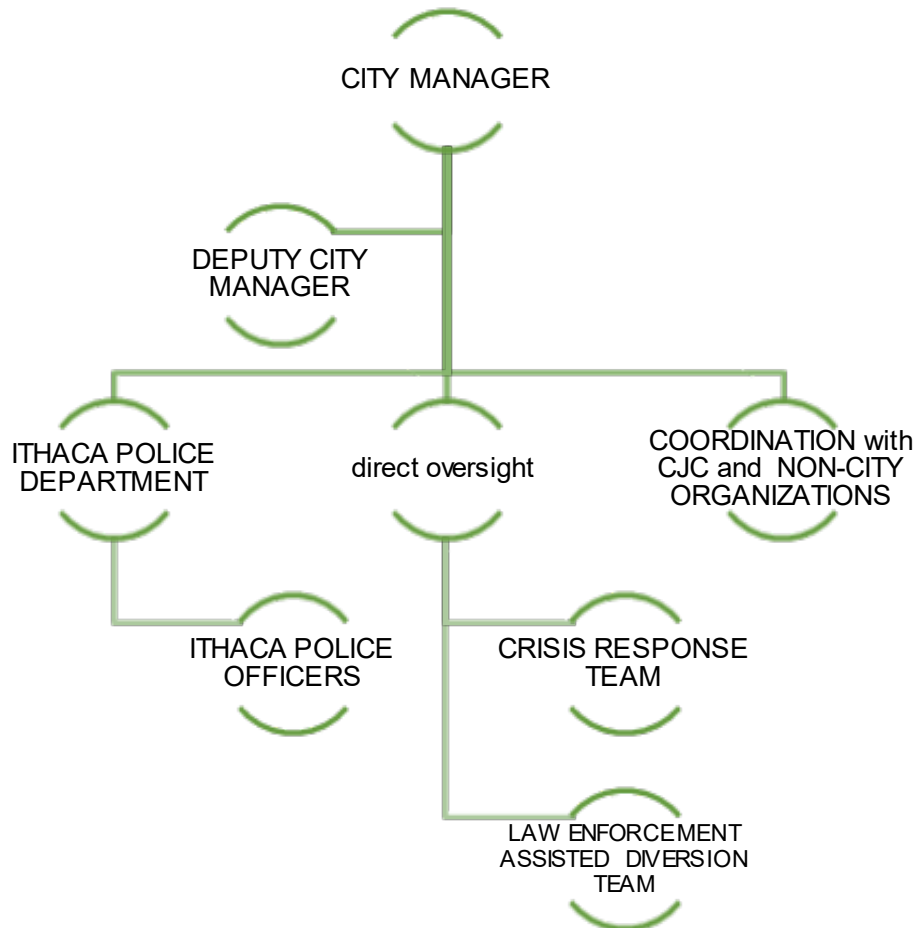 CITY MANAGER
DEPUTY CITY
MANAGER
ITHACA POLICE
DEPARTMENT
direct oversight
COORDINATION with
CJC and NON-CITY
ORGANIZATIONS
ITHACA POLICE
OFFICERS
CRISIS RESPONSE
TEAM
LAW ENFORCEMENT
ASSISTED DIVERSION
TEAM